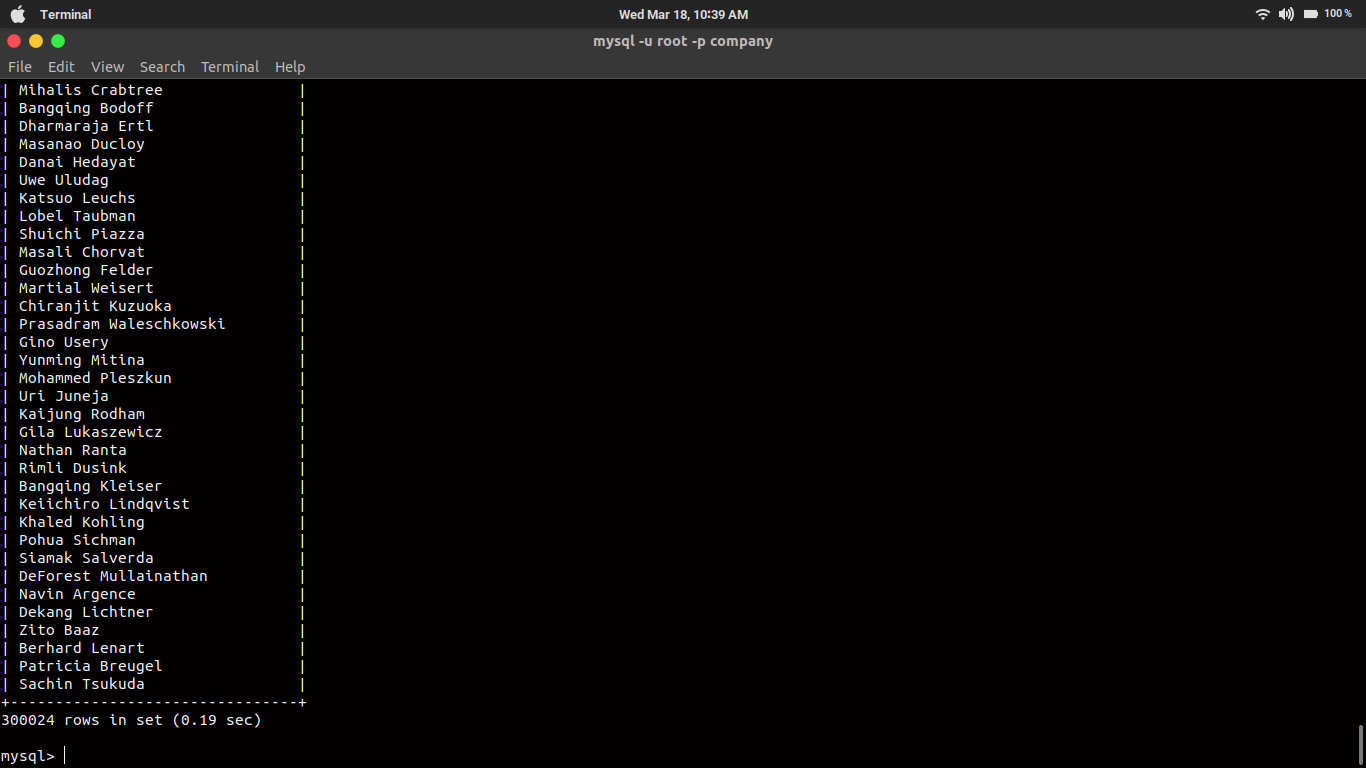 Terminal
Wed Mar 18, 10:39 AM
100 %
mysql -u root -p company
File Edit View Search Terminal Help
| Mihalis Crabtree |
| Bangqing Bodoff |
| Dharmaraja Ertl |
| Masanao Ducloy |
| Danai Hedayat |
| Uwe Uludag |
| Katsuo Leuchs |
| Lobel Taubman |
| Shuichi Piazza |
| Masali Chorvat |
| Guozhong Felder |
| Martial Weisert |
| Chiranjit Kuzuoka |
| Prasadram Waleschkowski |
| Gino Usery |
| Yunming Mitina |
| Mohammed Pleszkun |
| Uri Juneja |
| Kaijung Rodham |
| Gila Lukaszewicz |
| Nathan Ranta |
| Rimli Dusink |
| Bangqing Kleiser |
| Keiichiro Lindqvist |
| Khaled Kohling |
| Pohua Sichman |
| Siamak Salverda |
| DeForest Mullainathan |
| Navin Argence |
| Dekang Lichtner |
| Zito Baaz |
| Berhard Lenart |
| Patricia Breugel |
| Sachin Tsukuda |
+--------------------------------+
300024 rows in set (0.19 sec)
mysql>